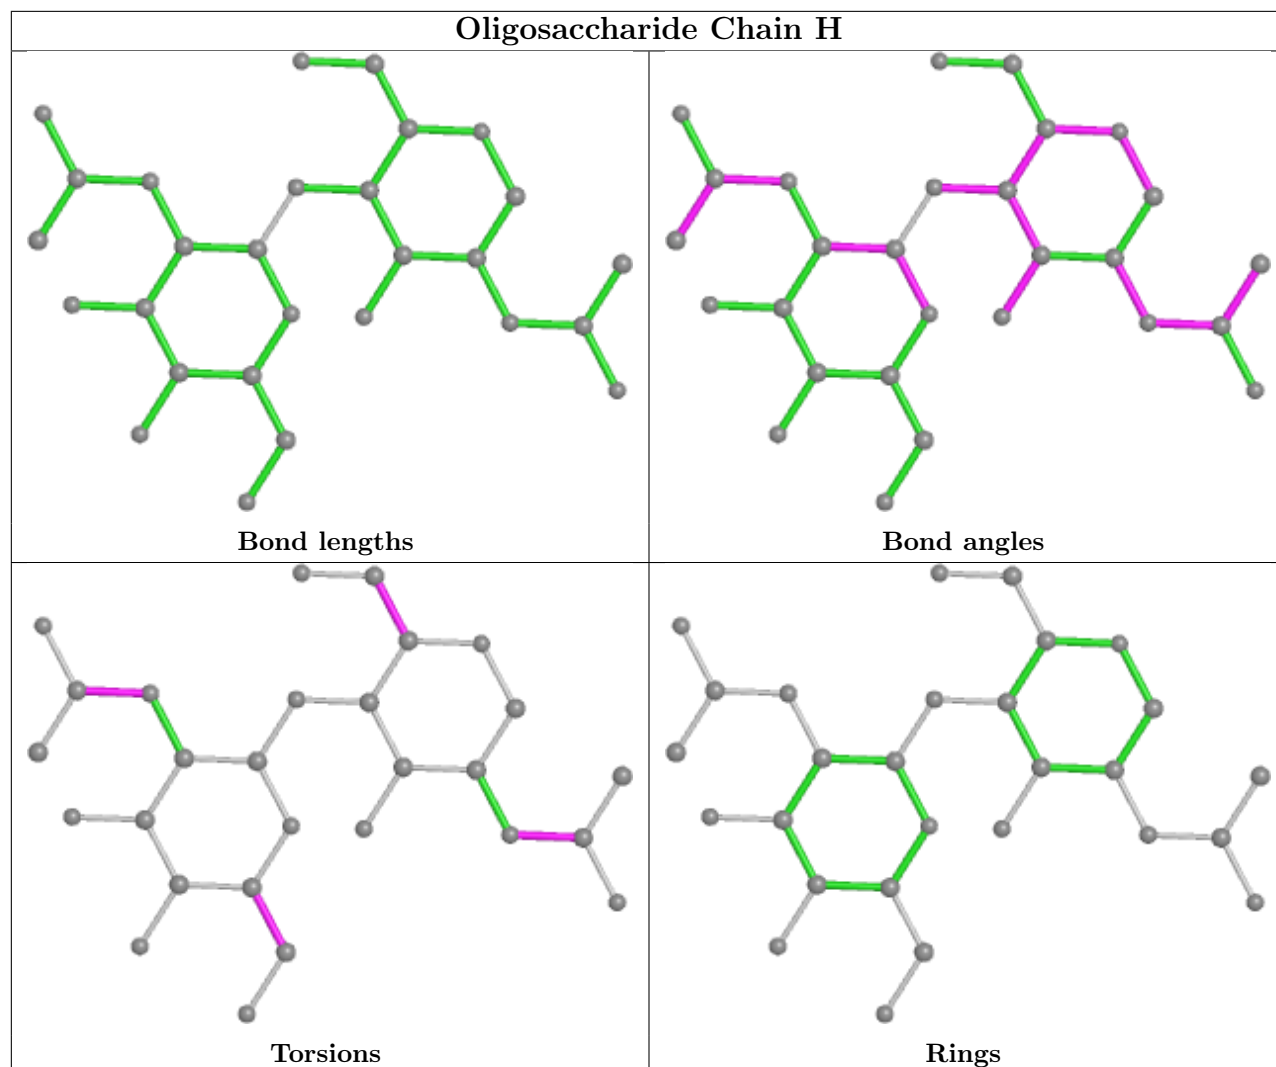 Oligosaccharide Chain H
Bond lengths
Bond angles
Torsions
Rings